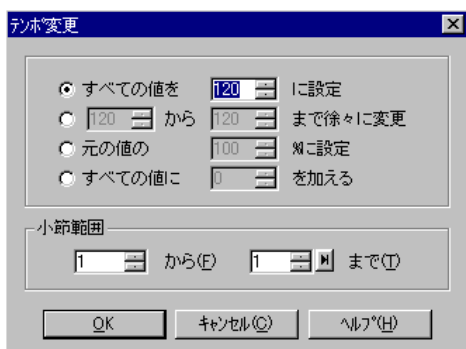 ﾃﾝﾎﾟ変更
すべての値を 120 に設定
120 から 120 まで徐々に変更
元の値の 100 %に設定
すべての値に 0 を加える
小節範囲
1 から(F) 1 まで(T)
OK ｷｬﾝｾﾙ(C) ﾍﾙﾌﾟ(H)